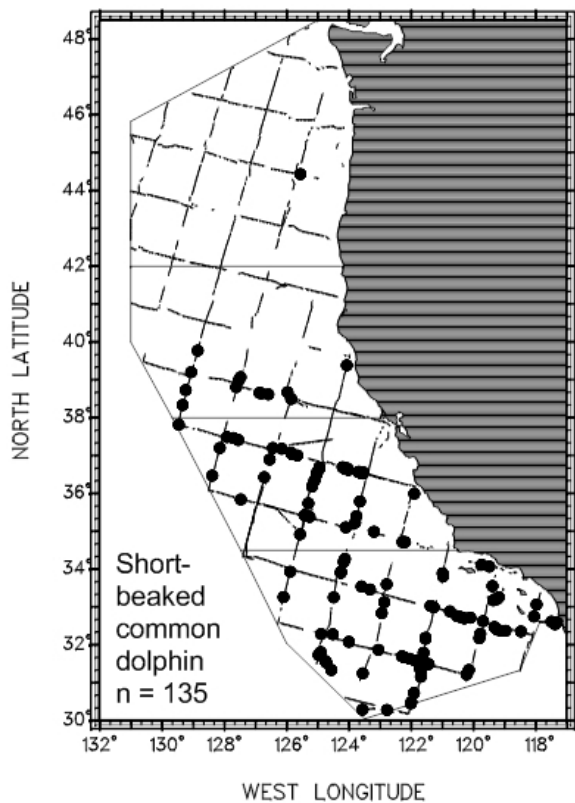 48°
46°
44°
42°
40°
38°
36°
34°
32°
30°
NORTH LATITUDE
Short-
beaked
common
dolphin
n = 135
132° 130° 128° 126° 124° 122° 120° 118°
WEST LONGITUDE